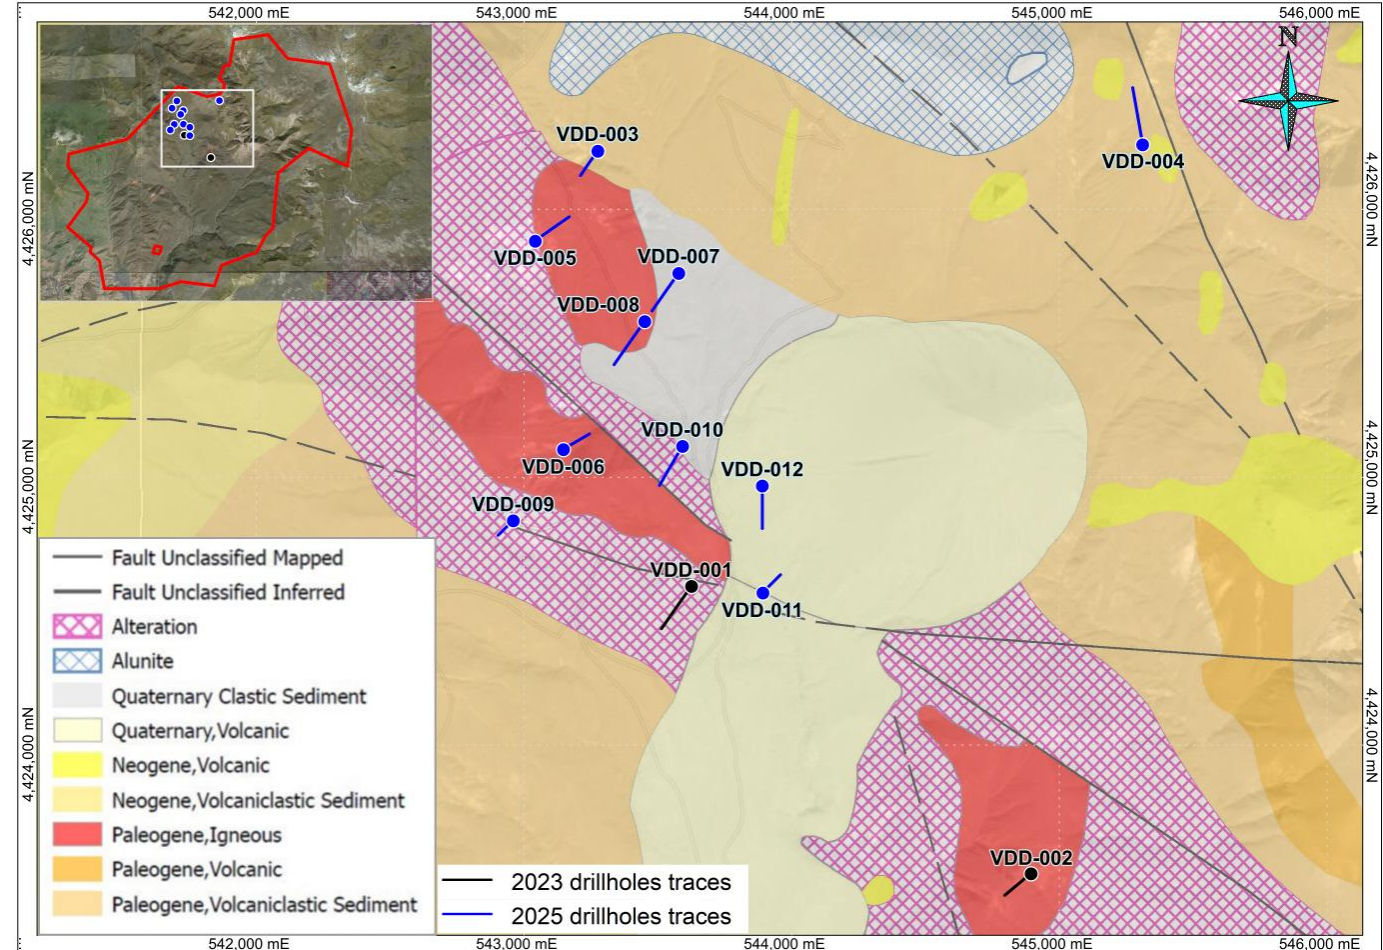 542,000 mE
543,000 mE
544,000 mE
545,000 mE
546,000 mE
N
VDD-003
VDD-004
4,426,000 mN
4,426,000 mN
VDD-005
VDD-007
VDD-008
VDD-010
VDD-006
VDD-012
4,425,000 mN
4,425,000 mN
VDD-009
VDD-001
VDD-011
Fault Unclassified Mapped
Fault Unclassified Inferred
Alteration
Alunite
Quaternary Clastic Sediment
Quaternary,Volcanic
Neogene,Volcanic
Neogene,Volcaniclastic Sediment
Paleogene,Igneous
Paleogene,Volcanic
Paleogene,Volcaniclastic Sediment
4,424,000 mN
4,424,000 mN
VDD-002
2023 drillholes traces
2025 drillholes traces
542,000 mE
543,000 mE
544,000 mE
545,000 mE
546,000 mE